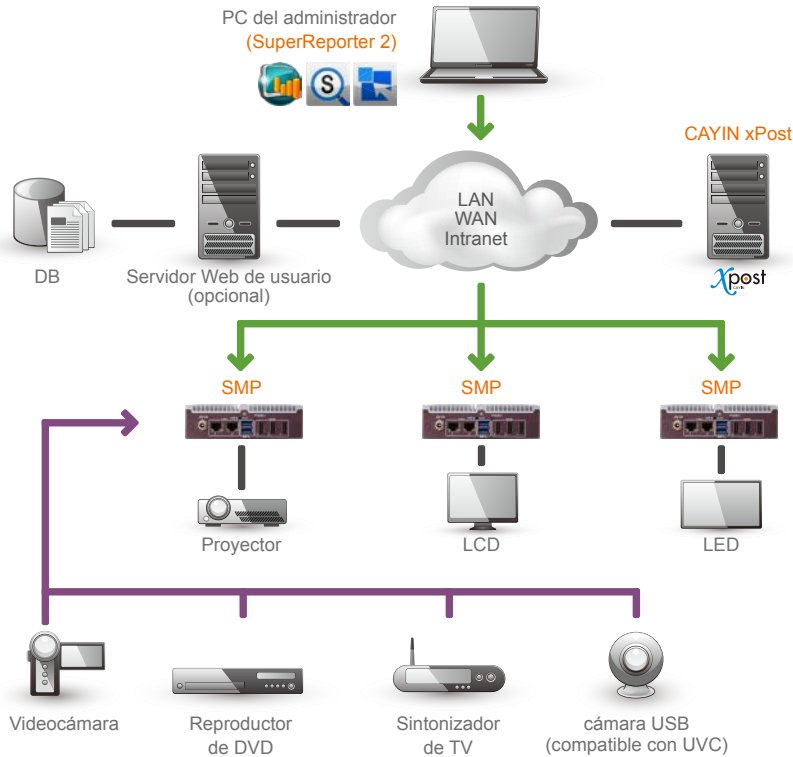 PC del administrador
(SuperReporter 2)
S
CAYIN xPost
LAN
WAN
Intranet
DB
Servidor Web de usuario
(opcional)
Xpost
CAYIN
SMP
SMP
SMP
Proyector
LCD
LED
Videocámara
Reproductor
de DVD
Sintonizador
de TV
cámara USB
(compatible con UVC)